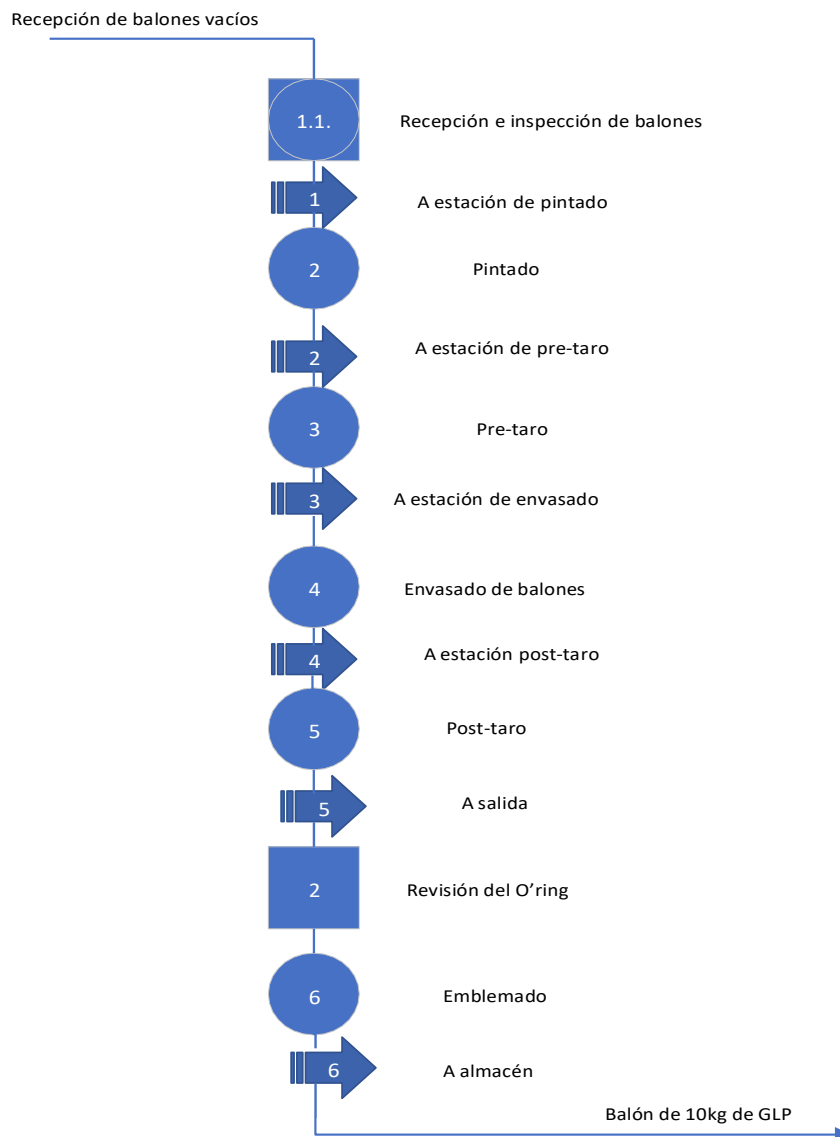 Recepción de balones vacíos
1.1. Recepción e inspección de balones
1 A estación de pintado
2 Pintado
2 A estación de pre-taro
3 Pre-taro
3 A estación de envasado
4 Envasado de balones
4 A estación post-taro
5 Post-taro
5 A salida
2 Revisión del O’ring
6 Emblemado
6 A almacén
Balón de 10kg de GLP